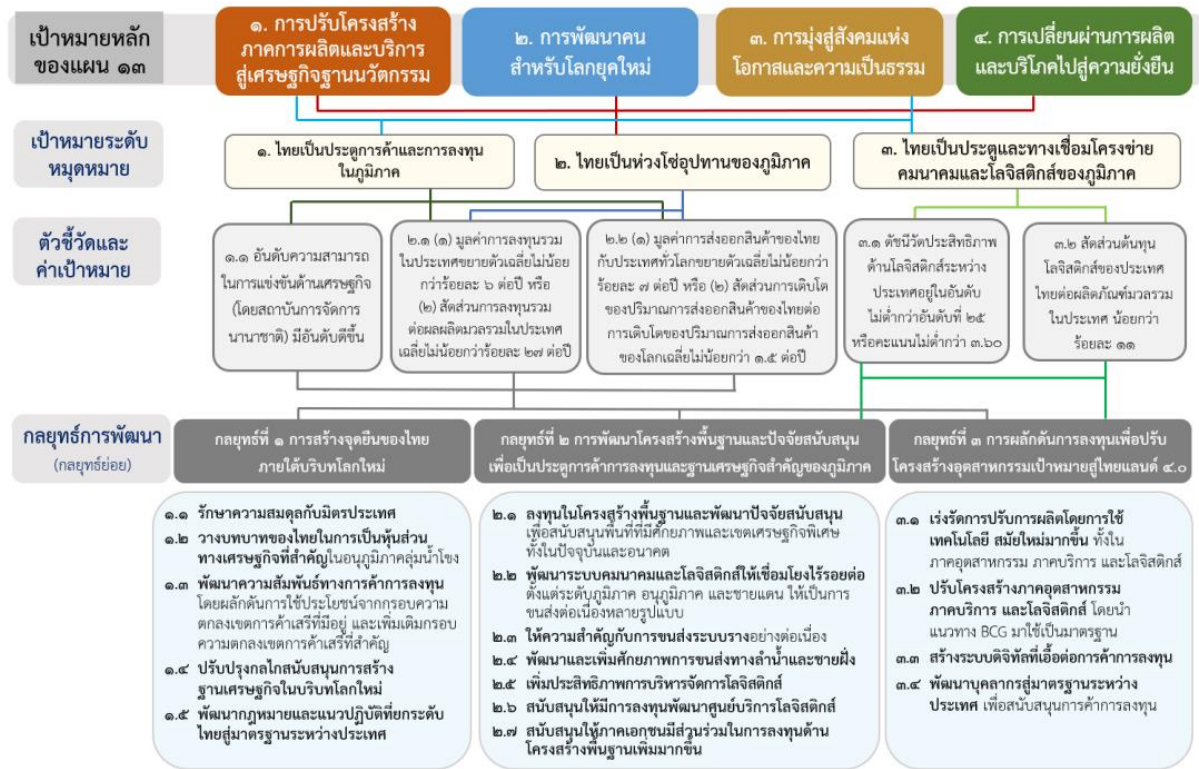 เป้าหมายหลัก
ของแผน ๑๓
๑. การปรับโครงสร้าง
ภาคการผลิตและบริการ
สู่เศรษฐกิจฐานนวัตกรรม
๒. การพัฒนาคน
สำหรับโลกยุคใหม่
๓. การมุ่งสู่สังคมแห่ง
โอกาสและความเป็นธรรม
๔. การเปลี่ยนผ่านการผลิต
และบริโภคไปสู่ความยั่งยืน
เป้าหมายระดับ
หมุดหมาย
๑. ไทยเป็นประตูการค้าและการลงทุน
ในภูมิภาค
๒. ไทยเป็นห่วงโซ่อุปทานของภูมิภาค
๓. ไทยเป็นประตูและทางเชื่อมโครงข่าย
คมนาคมและโลจิสติกส์ของภูมิภาค
ตัวชี้วัดและ
ค่าเป้าหมาย
๑.๑ อันดับความสามารถ
ในการแข่งขันด้านเศรษฐกิจ
(โดยสถาบันการจัดการ
นานาชาติ) มีอันดับดีขึ้น
๒.๑ (๑) มูลค่าการลงทุนรวม
ในประเทศขยายตัวเฉลี่ยไม่น้อย
กว่าร้อยละ ๖ ต่อปี หรือ
(๒) สัดส่วนการลงทุนรวม
ต่อผลผลิตมวลรวมในประเทศ
เฉลี่ยไม่น้อยกว่าร้อยละ ๒๗ ต่อปี
๒.๒ (๑) มูลค่าการส่งออกสินค้าของไทย
กับประเทศทั่วโลกขยายตัวเฉลี่ยไม่น้อยกว่า
ร้อยละ ๗ ต่อปี หรือ (๒) สัดส่วนการเติบโต
ของปริมาณการส่งออกสินค้าของไทยต่อ
การเติบโตของปริมาณการส่งออกสินค้า
ของโลกเฉลี่ยไม่น้อยกว่า ๑.๕ ต่อปี
๓.๑ ดัชนีวัดประสิทธิภาพ
ด้านโลจิสติกส์ระหว่าง
ประเทศอยู่ในอันดับ
ไม่ต่ำกว่าอันดับที่ ๒๕
หรือคะแนนไม่ต่ำกว่า ๓.๖๐
๓.๒ สัดส่วนต้นทุน
โลจิสติกส์ของประเทศ
ไทยต่อผลิตภัณฑ์มวลรวม
ในประเทศ น้อยกว่า
ร้อยละ ๑๑
กลยุทธ์การพัฒนา
(กลยุทธ์ย่อย)
กลยุทธ์ที่ ๑ การสร้างจุดยืนของไทย
ภายใต้บริบทโลกใหม่
กลยุทธ์ที่ ๒ การพัฒนาโครงสร้างพื้นฐานและปัจจัยสนับสนุน
เพื่อเป็นประตูการค้าการลงทุนและฐานเศรษฐกิจสำคัญของภูมิภาค
กลยุทธ์ที่ ๓ การผลักดันการลงทุนเพื่อปรับ
โครงสร้างอุตสาหกรรมเป้าหมายสู่ไทยแลนด์ ๔.๐
๑.๑ รักษาความสมดุลกับมิตรประเทศ
๑.๒ วางบทบาทของไทยในการเป็นหุ้นส่วน
ทางเศรษฐกิจที่สำคัญในอนุภูมิภาคลุ่มน้ำโขง
๑.๓ พัฒนาความสัมพันธ์ทางการค้าการลงทุน
โดยผลักดันการใช้ประโยชน์จากกรอบความ
ตกลงเขตการค้าเสรีที่มีอยู่ และเพิ่มเติมกรอบ
ความตกลงเขตการค้าเสรีที่สำคัญ
๑.๔ ปรับปรุงกลไกสนับสนุนการสร้าง
ฐานเศรษฐกิจในบริบทโลกใหม่
๑.๕ พัฒนากฎหมายและแนวปฏิบัติที่ยกระดับ
ไทยสู่มาตรฐานระหว่างประเทศ
๒.๑ ลงทุนในโครงสร้างพื้นฐานและพัฒนาปัจจัยสนับสนุน
เพื่อสนับสนุนพื้นที่ที่มีศักยภาพและเขตเศรษฐกิจพิเศษ
ทั้งในปัจจุบันและอนาคต
๒.๒ พัฒนาระบบคมนาคมและโลจิสติกส์ให้เชื่อมโยงไร้รอยต่อ
ตั้งแต่ระดับภูมิภาค อนุภูมิภาค และชายแดน ให้เป็นการ
ขนส่งต่อเนื่องหลายรูปแบบ
๒.๓ ให้ความสำคัญกับการขนส่งระบบรางอย่างต่อเนื่อง
๒.๔ พัฒนาและเพิ่มศักยภาพการขนส่งทางลำน้ำและชายฝั่ง
๒.๕ เพิ่มประสิทธิภาพการบริหารจัดการโลจิสติกส์
๒.๖ สนับสนุนให้มีการลงทุนพัฒนาศูนย์บริการโลจิสติกส์
๒.๗ สนับสนุนให้ภาคเอกชนมีส่วนร่วมในการลงทุนด้าน
โครงสร้างพื้นฐานเพิ่มมากขึ้น
๓.๑ เร่งรัดการปรับการผลิตโดยการใช้
เทคโนโลยี สมัยใหม่มากขึ้น ทั้งใน
ภาคอุตสาหกรรม ภาคบริการ และโลจิสติกส์
๓.๒ ปรับโครงสร้างภาคอุตสาหกรรม
ภาคบริการ และโลจิสติกส์ โดยนำ
แนวทาง BCG มาใช้เป็นมาตรฐาน
๓.๓ สร้างระบบดิจิทัลที่เอื้อต่อการค้าการลงทุน
๓.๔ พัฒนาบุคลากรสู่มาตรฐานระหว่าง
ประเทศ เพื่อสนับสนุนการค้าการลงทุน